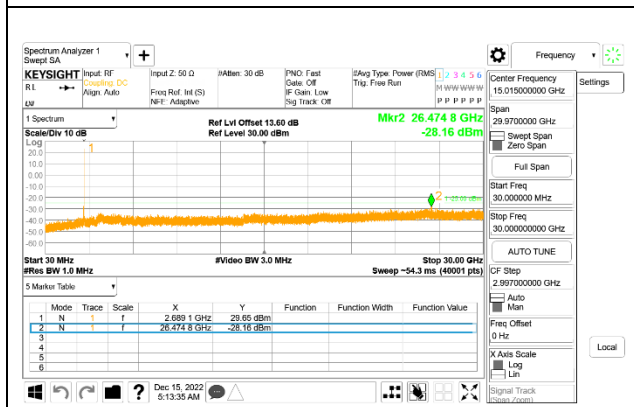 Spectrum Analyzer 1
Swept SA
Frequency
Settings
KEYSIGHT
Input: RF
Coupling: DC
Align: Auto
Input Z: 50 Ω
Freq Ref: Int (S)
NFE: Adaptive
#Atten: 30 dB
PNO: Fast
Gate: Off
IF Gain: Low
Sig Track: Off
#Avg Type: Power (RMS
Trig: Free Run
1 2 3 4 5 6
M W W W W W
P P P P P P
RL
Center Frequency
15.015000000 GHz
Span
29.9700000 GHz
Swept Span
Zero Span
Full Span
Start Freq
30.000000 MHz
Stop Freq
30.00000000 GHz
AUTO TUNE
CF Step
2.997000000 GHz
Auto
Man
Freq Offset
0 Hz
X Axis Scale
Log
Lin
Signal Track
(Span Zoom)
Local
1 Spectrum
Scale/Div 10 dB
Ref Lvl Offset 13.60 dB
Ref Level 30.00 dBm
Mkr2 26.474 8 GHz
-28.16 dBm
Log
20.0
10.0
0.00
-10.0
-20.0
-30.0
-40.0
-50.0
-60.0
1
2
Start 30 MHz
#Res BW 1.0 MHz
#Video BW 3.0 MHz
Stop 30.00 GHz
Sweep ~54.3 ms (40001 pts)
5 Marker Table
Mode Trace Scale X Y Function Function Width Function Value
1 N 1 f 2.689 1 GHz 29.65 dBm
2 N 1 f 26.474 8 GHz -28.16 dBm
3
4
5
6
?
Dec 15, 2022
5:13:35 AM